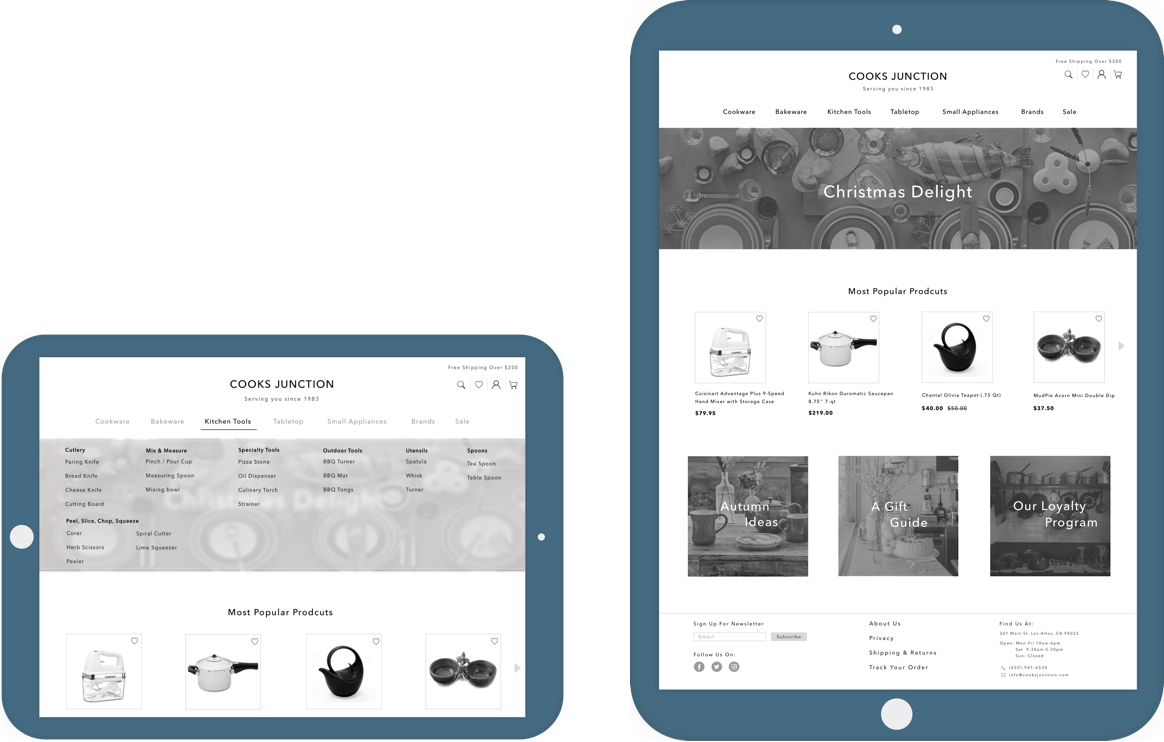 Free Shipping Over $200
COOKS JUNCTION
Serving you since 1983
Cookware Bakeware Kitchen Tools Tabletop Small Appliances Brands Sale
Cutlery
Paring Knife
Bread Knife
Cheese Knife
Cutting Board
Mix & Measure
Pinch / Pour Cup
Measuring Spoon
Mixing bowl
Specialty Tools
Pizza Stone
Oil Dispenser
Culinary Torch
Strainer
Outdoor Tools
BBQ Turner
BBQ Mat
BBQ Tongs
Utensils
Spatula
Whisk
Turner
Spoons
Tea Spoon
Table Spoon
Peel, Slice, Chop, Squeeze
Corer
Herb Scissors
Peeler
Spiral Cutter
Lime Squeezer
Christmas Delight
Most Popular Prodcuts
Free Shipping Over $200
COOKS JUNCTION
Serving you since 1983
Cookware Bakeware Kitchen Tools Tabletop Small Appliances Brands Sale
Christmas Delight
Most Popular Prodcuts
Cuisinart Advantage Plus 9-Speed
Hand Mixer with Storage Case
$79.95
Kuhn Rikon Duromatic Saucepan
8.75'' 7-qt
$219.00
Chantal Olivia Teapot (.75 Qt)
$40.00 $50.00
MudPie Acorn Mini Double Dip
$37.50
Autumn
Ideas
A Gift
Guide
Our Loyalty
Program
Sign Up For Newsletter
Email
Subscribe
Follow Us On:
About Us
Privacy
Shipping & Returns
Track Your Order
Find Us At:
261 Main St. Los Altos, CA 94022
Open: Mon-Fri 10am-6pm
Sat 9:30am-5:30pm
Sun: Closed
(650)-941-6530
info@cooksjunction.com